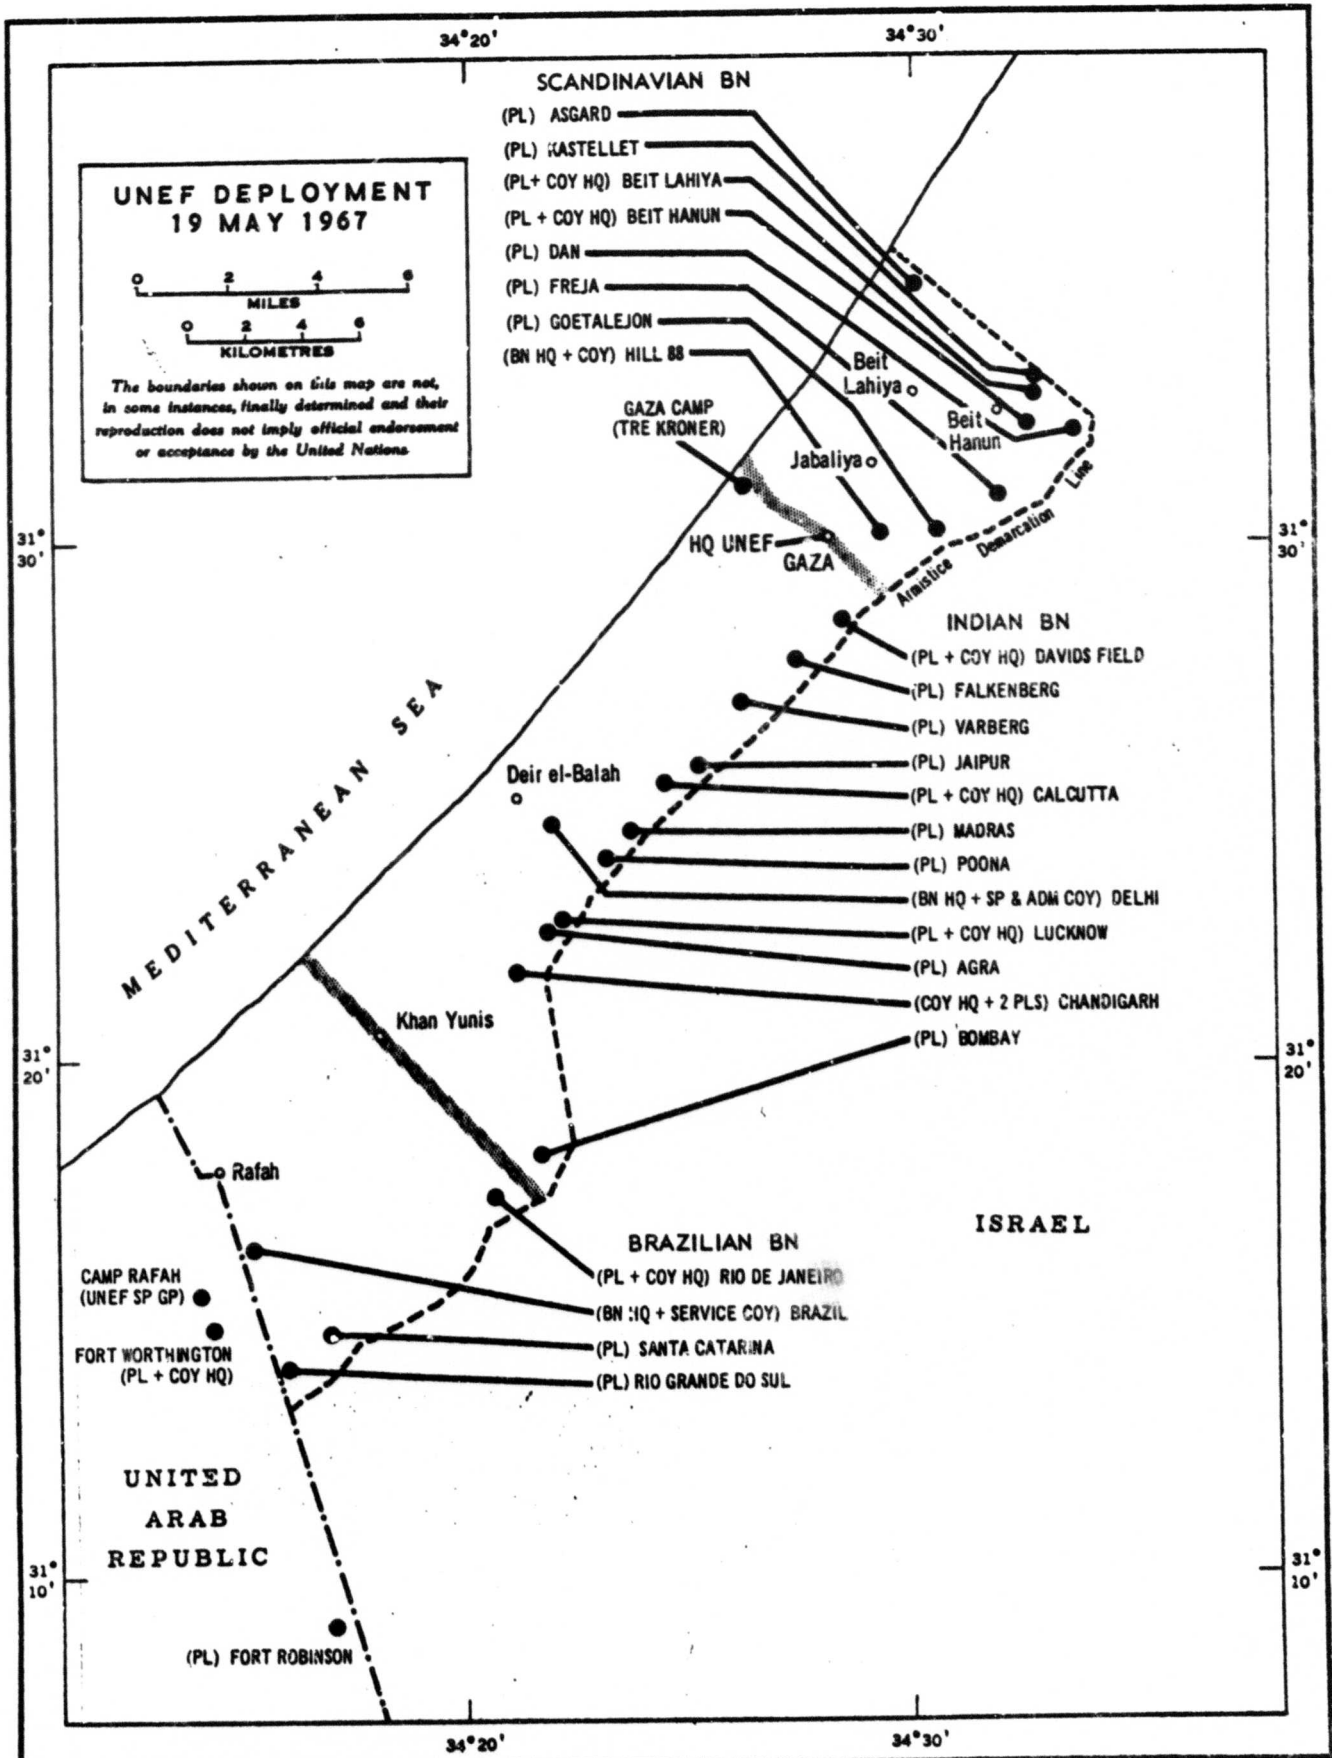 34°20'
34°30'
UNEF DEPLOYMENT
19 MAY 1967
0 2 4 6
MILES
0 2 4 6
KILOMETRES
The boundaries shown on this map are not,
in some instances, finally determined and their
reproduction does not imply official endorsement
or acceptance by the United Nations
SCANDINAVIAN BN
(PL) ASGARD
(PL) KASTELLET
(PL+ COY HQ) BEIT LAHIYA
(PL + COY HQ) BEIT HANUN
(PL) DAN
(PL) FREJA
(PL) GOETALEJON
(BN HQ + COY) HILL 88
GAZA CAMP
(TRE KRONER)
Beit
Lahiya
Beit
Hanun
Jabaliya
HQ UNEF
GAZA
Armistice Demarcation Line
31°
30'
31°
30'
INDIAN BN
(PL + COY HQ) DAVIDS FIELD
(PL) FALKENBERG
(PL) VARBERG
(PL) JAIPUR
(PL + COY HQ) CALCUTTA
(PL) MADRAS
(PL) POONA
(BN HQ + SP & ADM COY) DELHI
(PL + COY HQ) LUCKNOW
(PL) AGRA
(COY HQ + 2 PLS) CHANDIGARH
(PL) BOMBAY
MEDITERRANEAN SEA
Deir el-Balah
Khan Yunis
31°
20'
31°
20'
Rafah
ISRAEL
BRAZILIAN BN
(PL + COY HQ) RIO DE JANEIRO
(BN HQ + SERVICE COY) BRAZIL
(PL) SANTA CATARINA
(PL) RIO GRANDE DO SUL
CAMP RAFAH
(UNEF SP GP)
FORT WORTHINGTON
(PL + COY HQ)
UNITED
ARAB
REPUBLIC
31°
10'
31°
10'
(PL) FORT ROBINSON
34°20'
34°30'